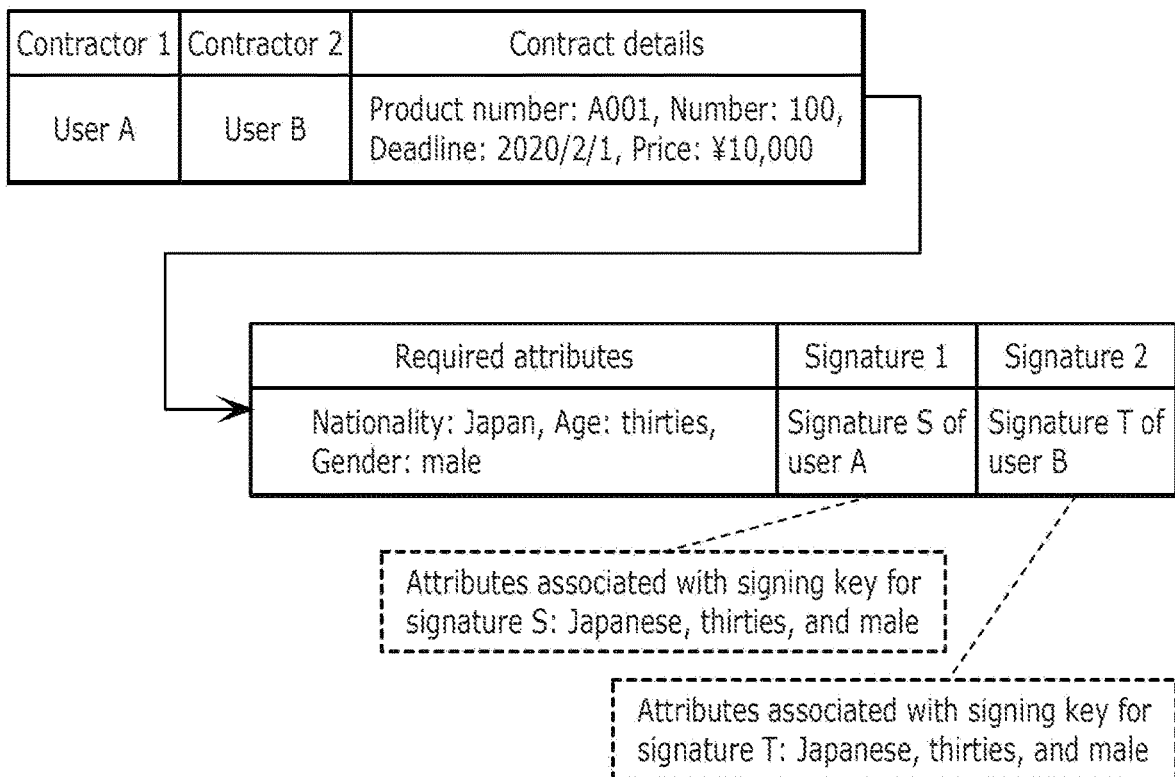 Contractor 1 Contractor 2 Contract details
User A User B
Product number: A001, Number: 100,
Deadline: 2020/2/1, Price: ¥10,000
Required attributes Signature 1 Signature 2
Nationality: Japan, Age: thirties,
Gender: male
Signature S of
user A
Signature T of
user B
Attributes associated with signing key for
signature S: Japanese, thirties, and male
Attributes associated with signing key for
signature T: Japanese, thirties, and male